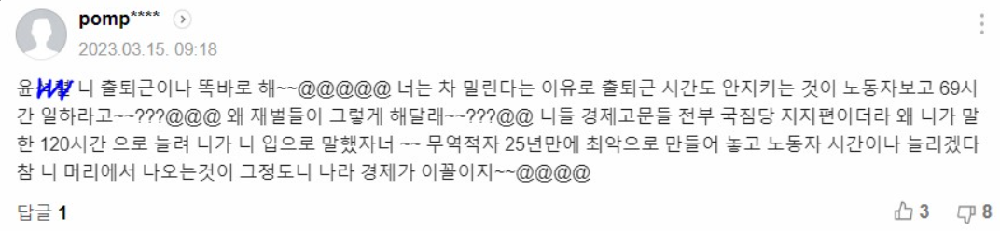 pomp****
2023.03.15. 09:18
윤 니 출퇴근이나 똑바로 해~~@@@@@ 너는 차 밀린다는 이유로 출퇴근 시간도 안지키는 것이 노동자보고 69시
간 일하라고~~???@@@ 왜 재벌들이 그렇게 해달래~~???@@ 니들 경제고문들 전부 국짐당 지지편이더라 왜 니가 말
한 120시간 으로 늘려 니가 니 입으로 말했자너 ~~ 무역적자 25년만에 최악으로 만들어 놓고 노동자 시간이나 늘리겠다
참 니 머리에서 나오는것이 그정도니 나라 경제가 이꼴이지~~@@@@
답글 1
3
8